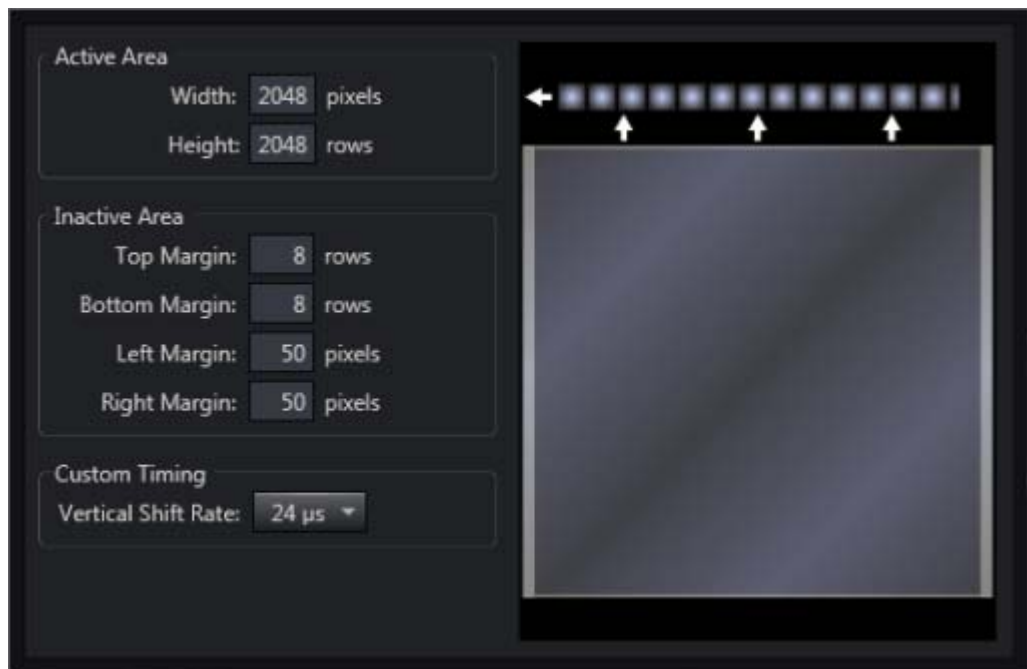 Active Area
Width: 2048 pixels
Height: 2048 rows
Inactive Area
Top Margin: 8 rows
Bottom Margin: 8 rows
Left Margin: 50 pixels
Right Margin: 50 pixels
Custom Timing
Vertical Shift Rate: 24 µs